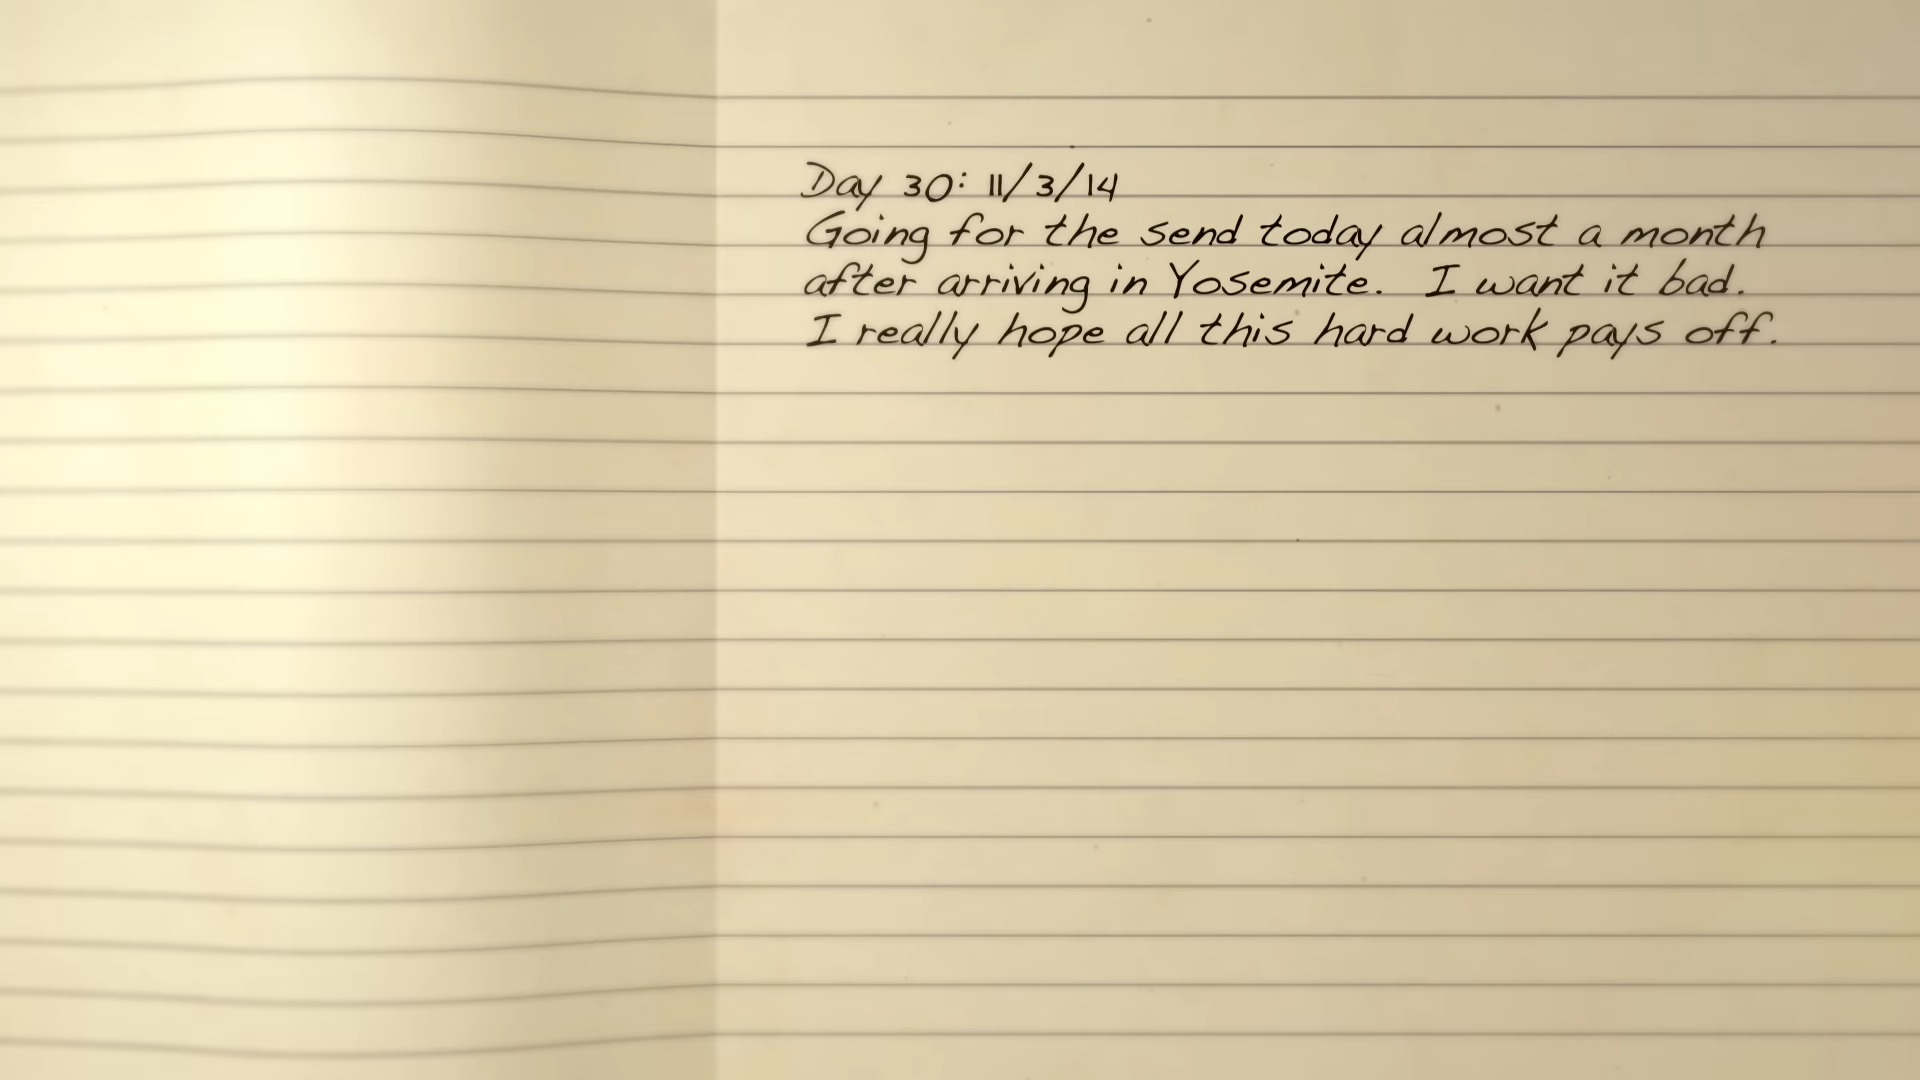 Day 30: 11/3/14
Going for the send today almost a month
after arriving in Yosemite. I want it bad.
I really hope all this hard work pays off.